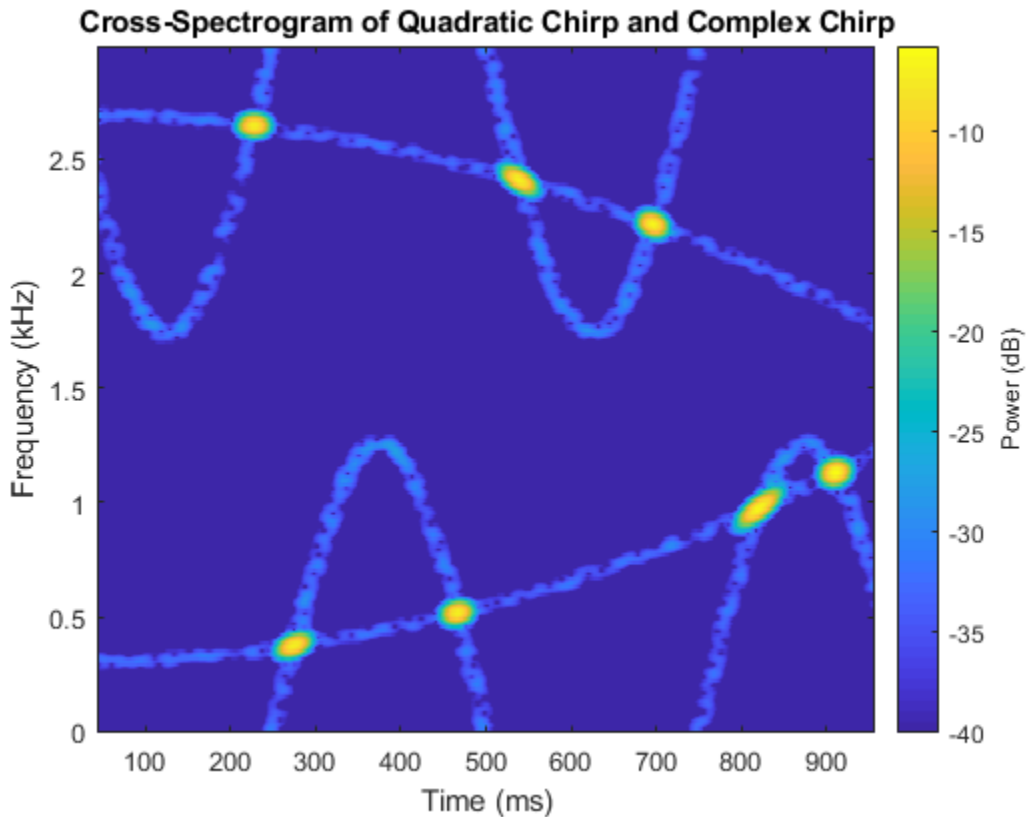 Cross-Spectrogram of Quadratic Chirp and Complex Chirp
Frequency (kHz)
2.5
2
1.5
1
0.5
0
100 200 300 400 500 600 700 800 900
Time (ms)
-10
-15
-20
-25
-30
-35
-40
Power (dB)